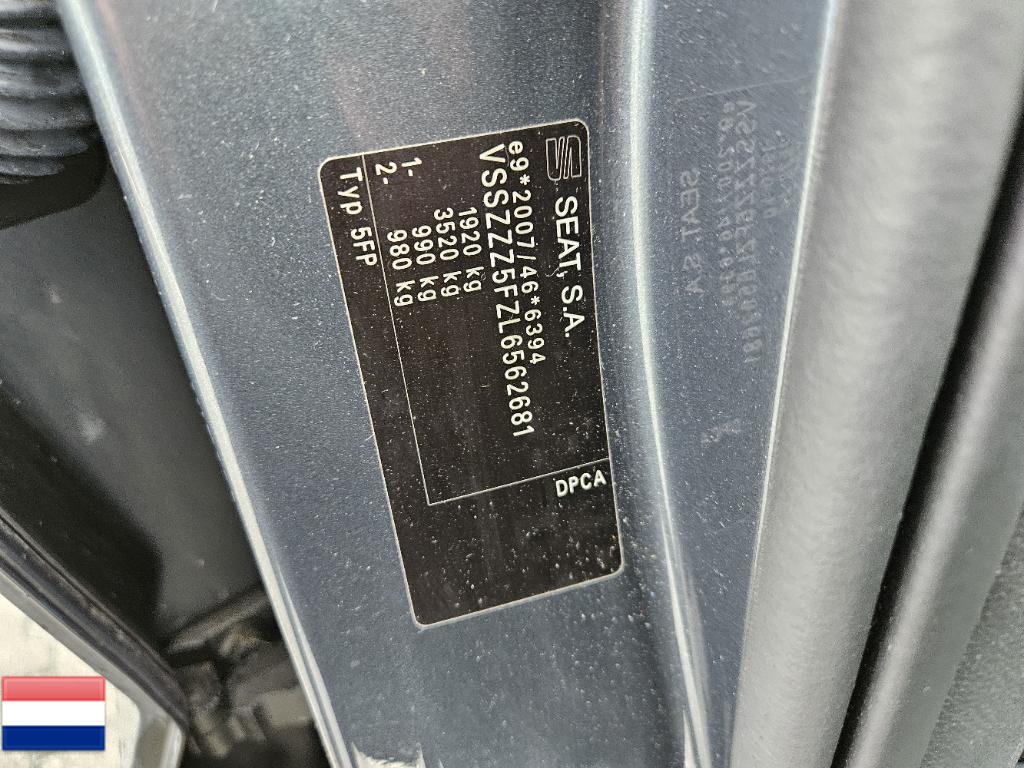 SEAT, S.A.
e9*2007/46*6394
VSSZZZ5FZL6562681
1920 kg
3520 kg
1- 990 kg
2- 980 kg
Typ 5FP
DPCA